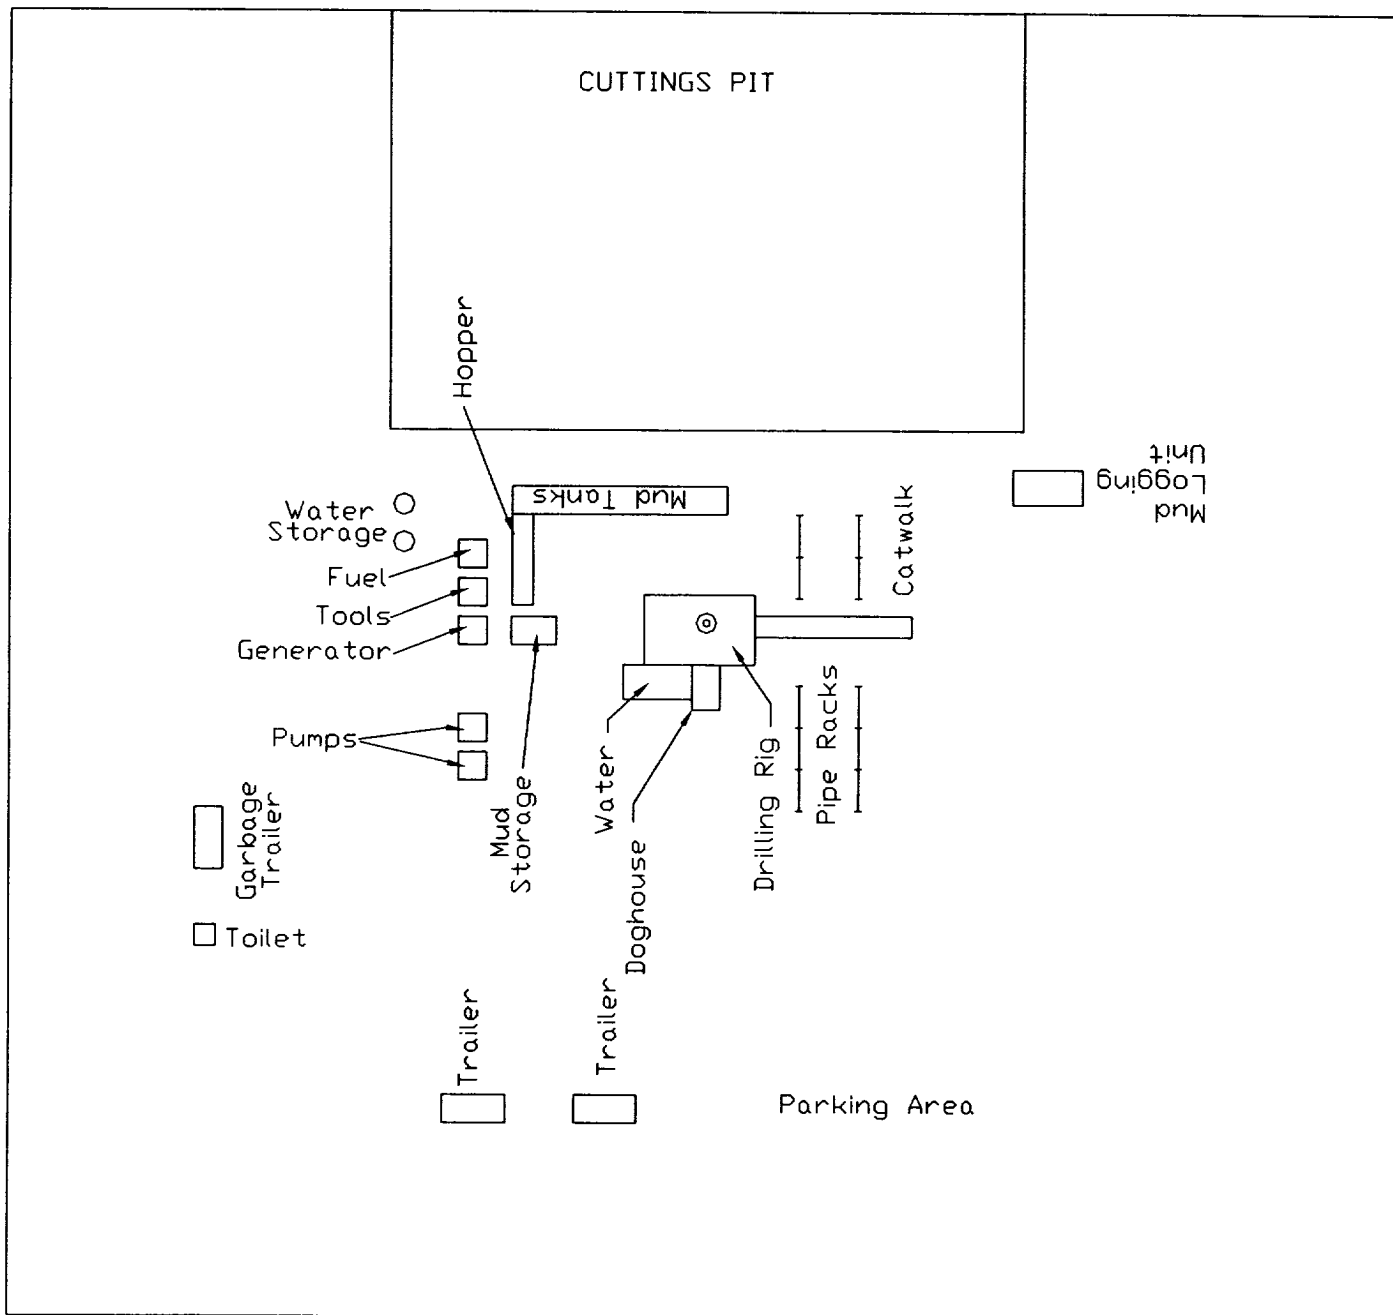 CUTTINGS PIT
Hopper
Mud
Logging
Unit
Water
Storage
Mud Tanks
Catwalk
Fuel
Tools
Generator
Pumps
Mud
Storage
Water
Doghouse
Drilling Rig
Pipe Racks
Garbage
Trailer
Toilet
Trailer
Trailer
Parking Area